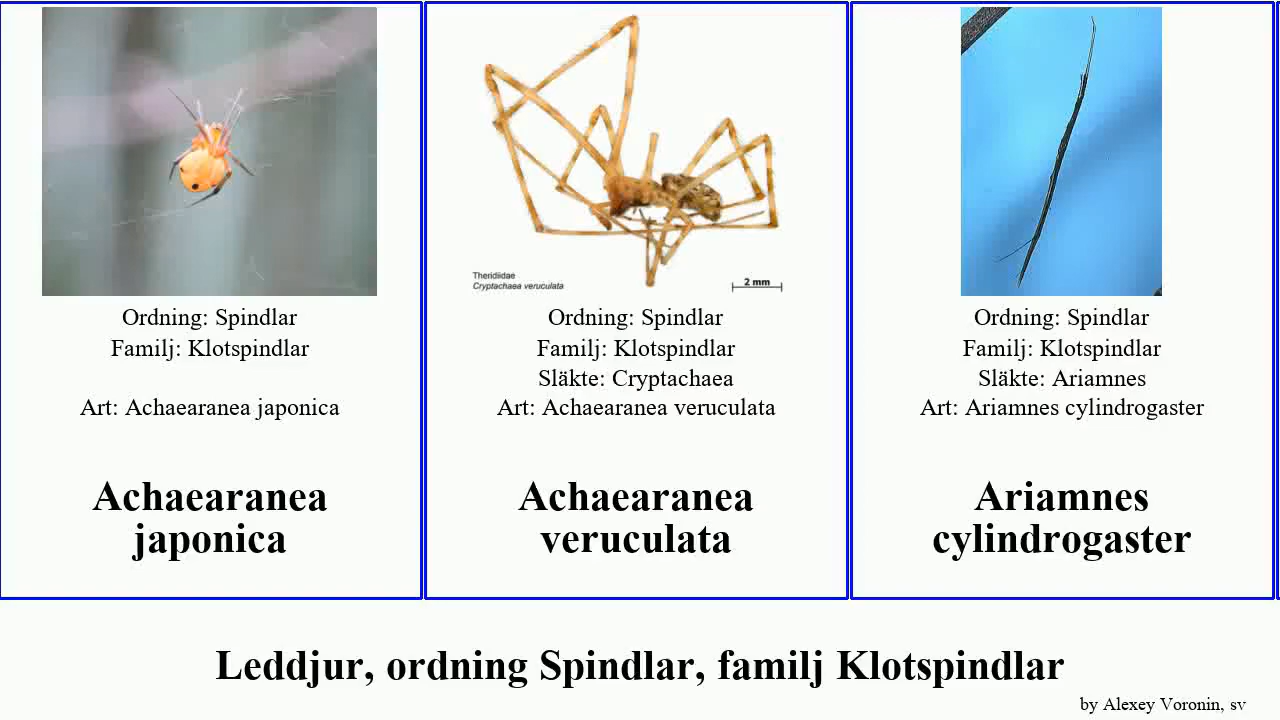 Ordning: Spindlar
Familj: Klotspindlar
Art: Achaearanea japonica
Achaearanea
japonica
Theridiidae
Cryptachaea veruculata
2 mm
Ordning: Spindlar
Familj: Klotspindlar
Släkte: Cryptachaea
Art: Achaearanea veruculata
Achaearanea
veruculata
Ordning: Spindlar
Familj: Klotspindlar
Släkte: Ariamnes
Art: Ariamnes cylindrogaster
Ariamnes
cylindrogaster
Leddjur, ordning Spindlar, familj Klotspindlar
by Alexey Voronin, sv